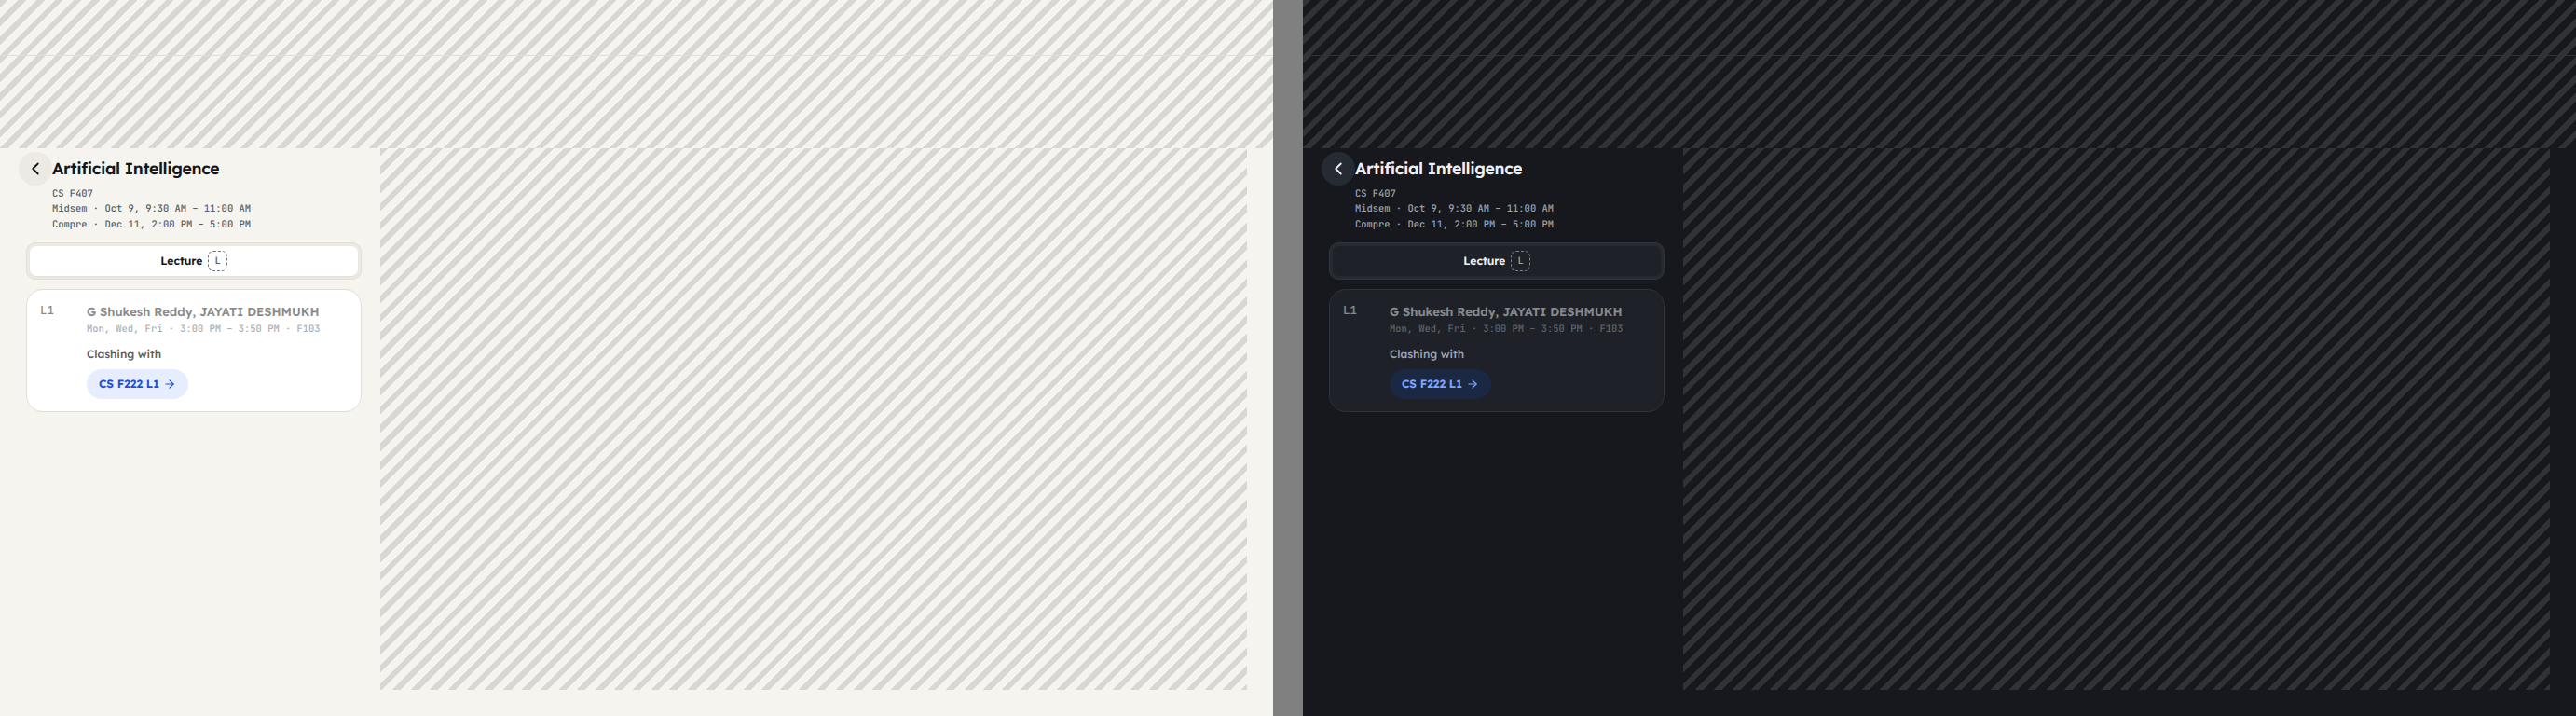 Artificial Intelligence
CS F407
Midsem · Oct 9, 9:30 AM – 11:00 AM
Compre · Dec 11, 2:00 PM – 5:00 PM
Lecture L
L1
G Shukesh Reddy, JAYATI DESHMUKH
Mon, Wed, Fri · 3:00 PM – 3:50 PM · F103
Clashing with
CS F222 L1 →
Artificial Intelligence
CS F407
Midsem · Oct 9, 9:30 AM – 11:00 AM
Compre · Dec 11, 2:00 PM – 5:00 PM
Lecture L
L1
G Shukesh Reddy, JAYATI DESHMUKH
Mon, Wed, Fri · 3:00 PM – 3:50 PM · F103
Clashing with
CS F222 L1 →